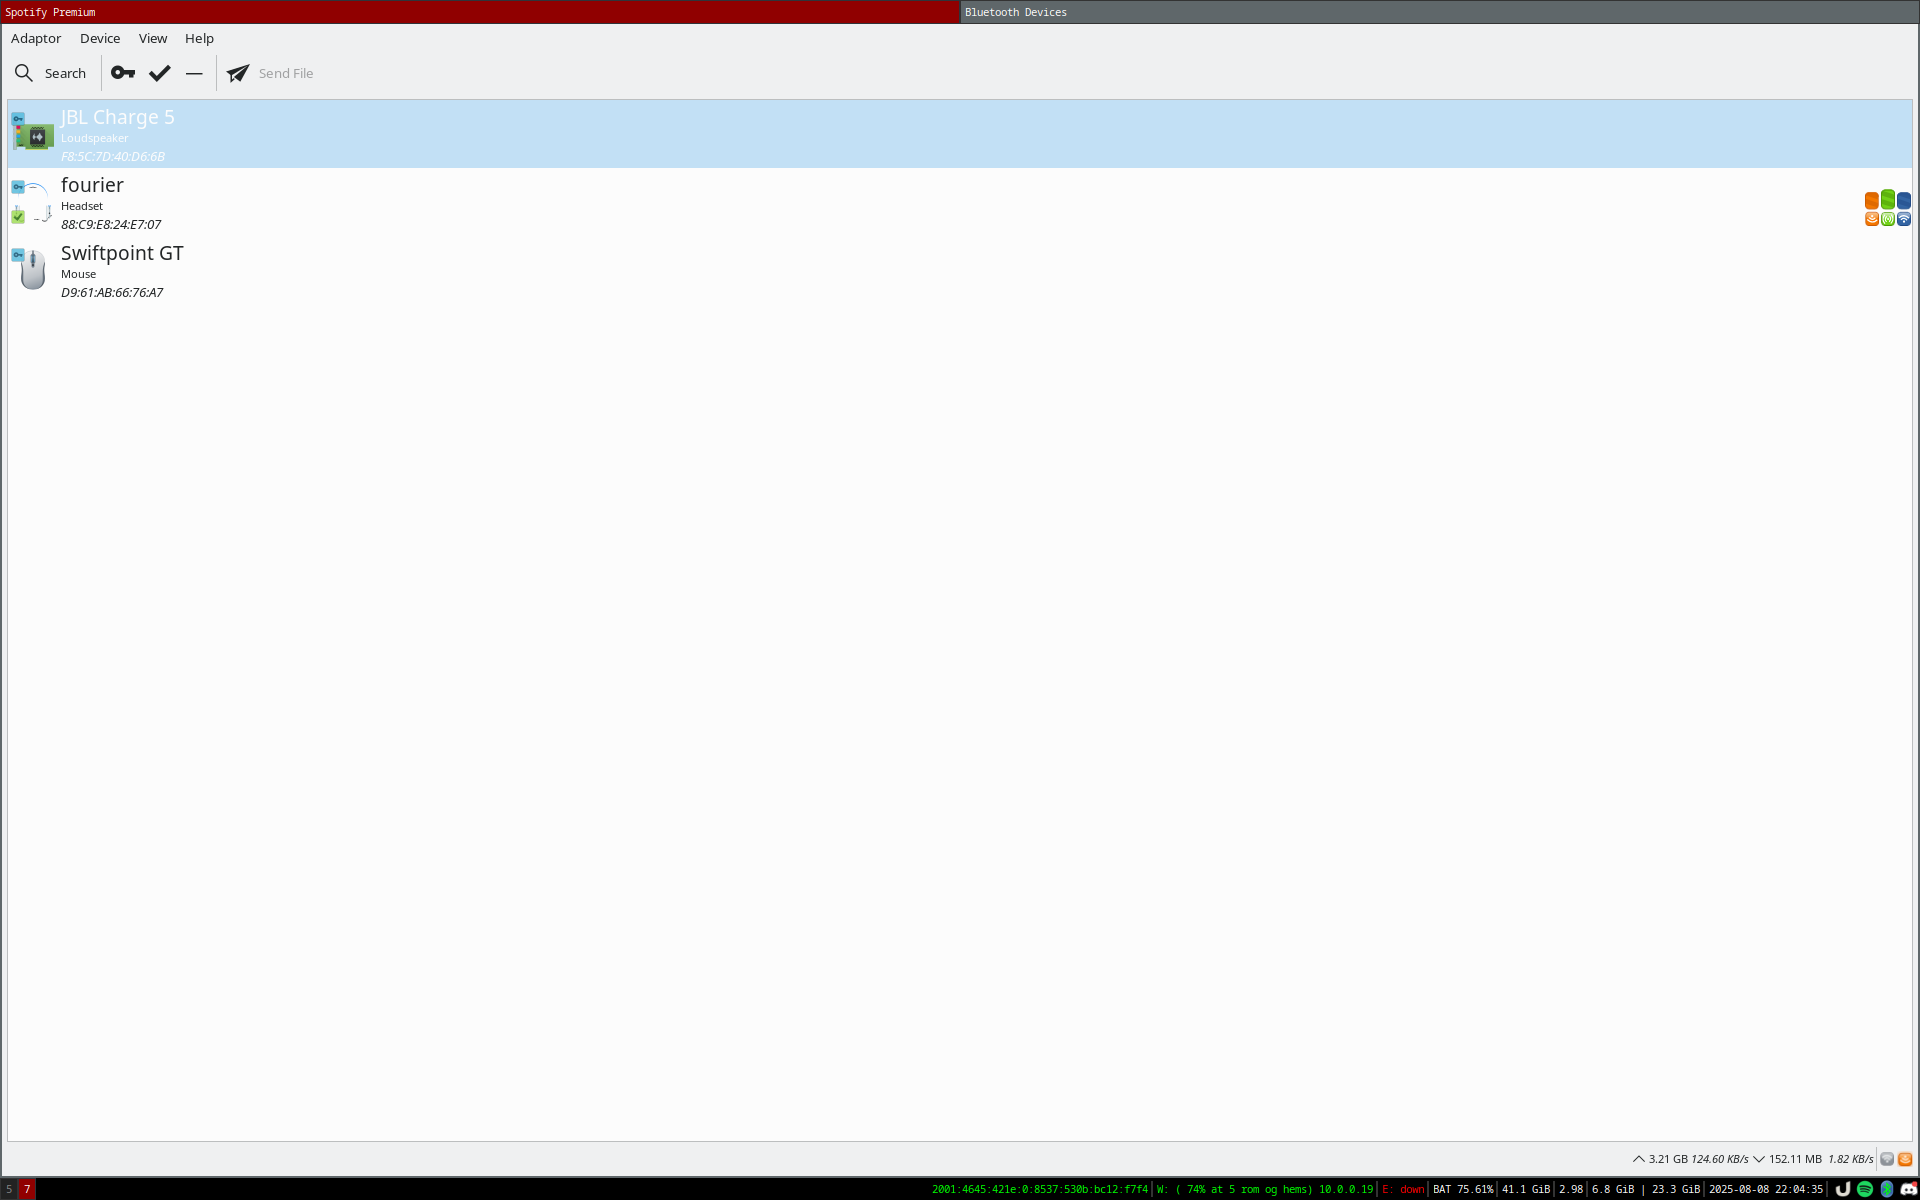 Spotify Premium
Bluetooth Devices
Adaptor Device View Help
Search Send File
JBL Charge 5
Loudspeaker
F8:5C:7D:40:D6:6B
fourier
Headset
88:C9:E8:24:E7:07
Swiftpoint GT
Mouse
D9:61:AB:66:76:A7
3.21 GB 124.60 KB/s 152.11 MB 1.82 KB/s
5 7 2001:4645:421e:0:8537:530b:bc12:f7f4 | W: ( 74% at 5 rom og hems) 10.0.0.19 | E: down | BAT 75.61% | 41.1 GiB | 2.98 | 6.8 GiB | 23.3 GiB | 2025-08-08 22:04:35